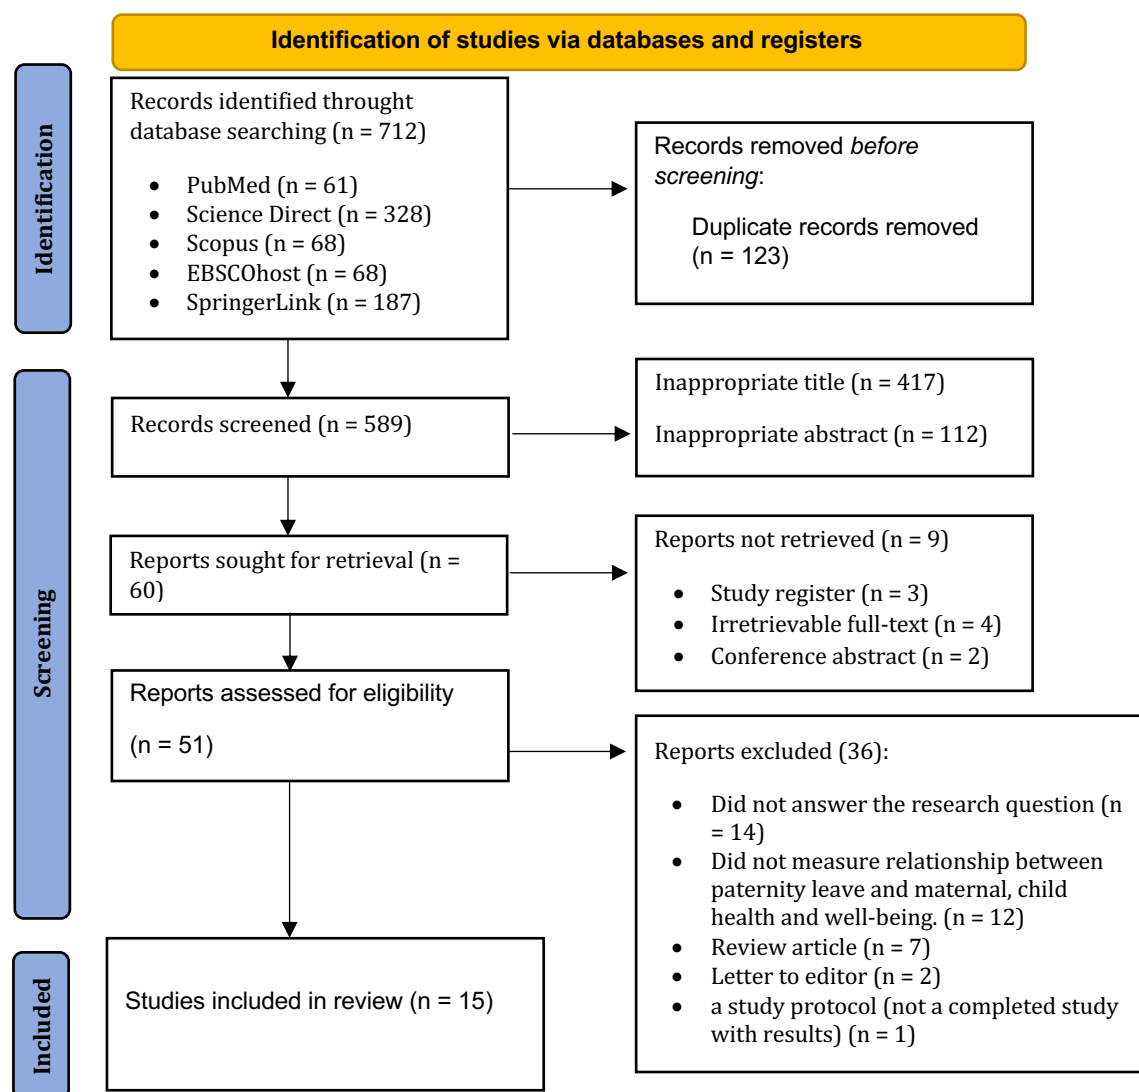 Identification of studies via databases and registers
Identification
Records identified throught
database searching (n = 712)
• PubMed (n = 61)
• Science Direct (n = 328)
• Scopus (n = 68)
• EBSCOhost (n = 68)
• SpringerLink (n = 187)
Records removed before
screening:
Duplicate records removed
(n = 123)
Screening
Records screened (n = 589)
Inappropriate title (n = 417)
Inappropriate abstract (n = 112)
Reports sought for retrieval (n =
60)
Reports not retrieved (n = 9)
• Study register (n = 3)
• Irretrievable full-text (n = 4)
• Conference abstract (n = 2)
Reports assessed for eligibility
(n = 51)
Reports excluded (36):
• Did not answer the research question (n
= 14)
• Did not measure relationship between
paternity leave and maternal, child
health and well-being. (n = 12)
• Review article (n = 7)
• Letter to editor (n = 2)
• a study protocol (not a completed study
with results) (n = 1)
Included
Studies included in review (n = 15)